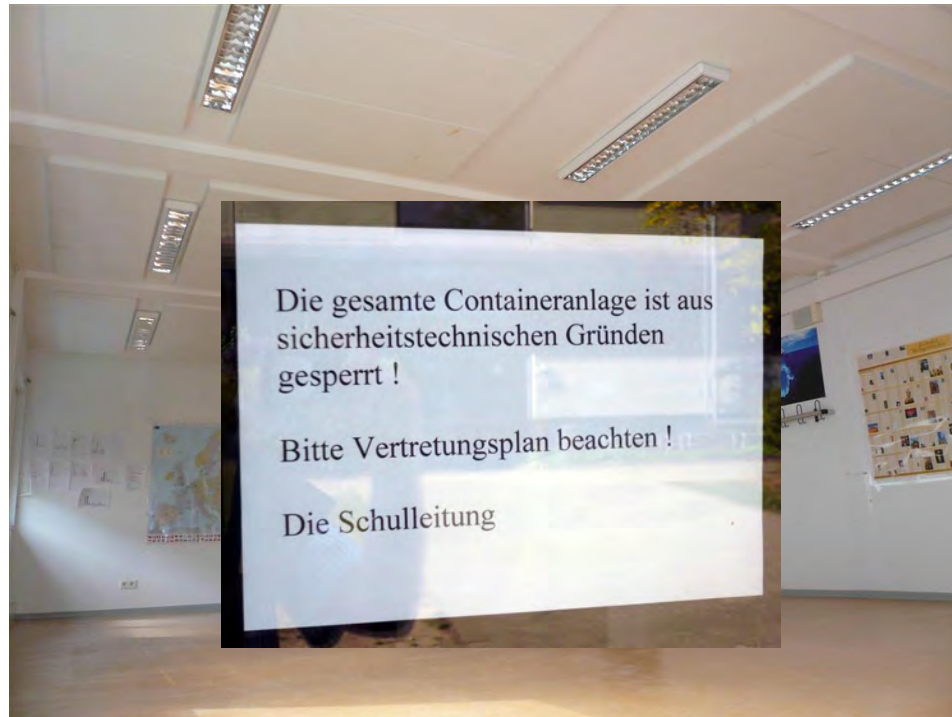 Die gesamte Containeranlage ist aus
sicherheitstechnischen Gründen
gesperrt !
Bitte Vertretungsplan beachten !
Die Schulleitung